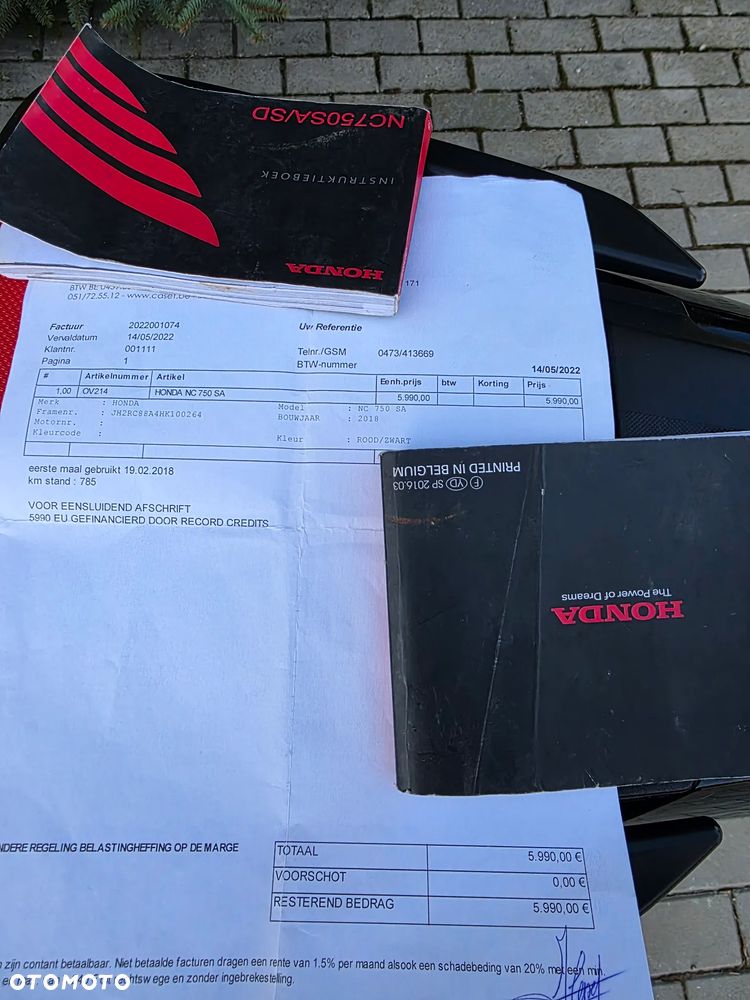 NC750SA/SD
INSTRUKTIEBOEK
HONDA
171
051/72.55.12 - www.casel.be
Factuur 2022001074 Uw Referentie
Vervaldatum 14/05/2022
Klantnr. 001111 Telnr./GSM 0473/413669
Pagina 1 BTW-nummer
14/05/2022
# Artikelnummer Artikel Eenh.prijs btw Korting Prijs
1,00 OV214 HONDA NC 750 SA 5.990,00 5.990,00
Merk : HONDA Model : NC 750 SA
Framenr. : JH2RC88A4HK100264 BOUWJAAR : 2018
Motornr. :
Kleurcode : Kleur : ROOD/ZWART
eerste maal gebruikt 19.02.2018
km stand : 785
VOOR EENSLUIDEND AFSCHRIFT
5990 EU GEFINANCIERD DOOR RECORD CREDITS
PRINTED IN BELGIUM
F VD SP 2016.03
HONDA
The Power of Dreams
NDERE REGELING BELASTINGHEFFING OP DE MARGE
TOTAAL 5.990,00 €
VOORSCHOT 0,00 €
RESTEREND BEDRAG 5.990,00 €
n zijn contant betaalbaar. Niet betaalde facturen dragen een rente van 1.5% per maand alsook een schadebeding van 20% met een min.
rechtswege en zonder ingebrekestelling.
OTOMOTO